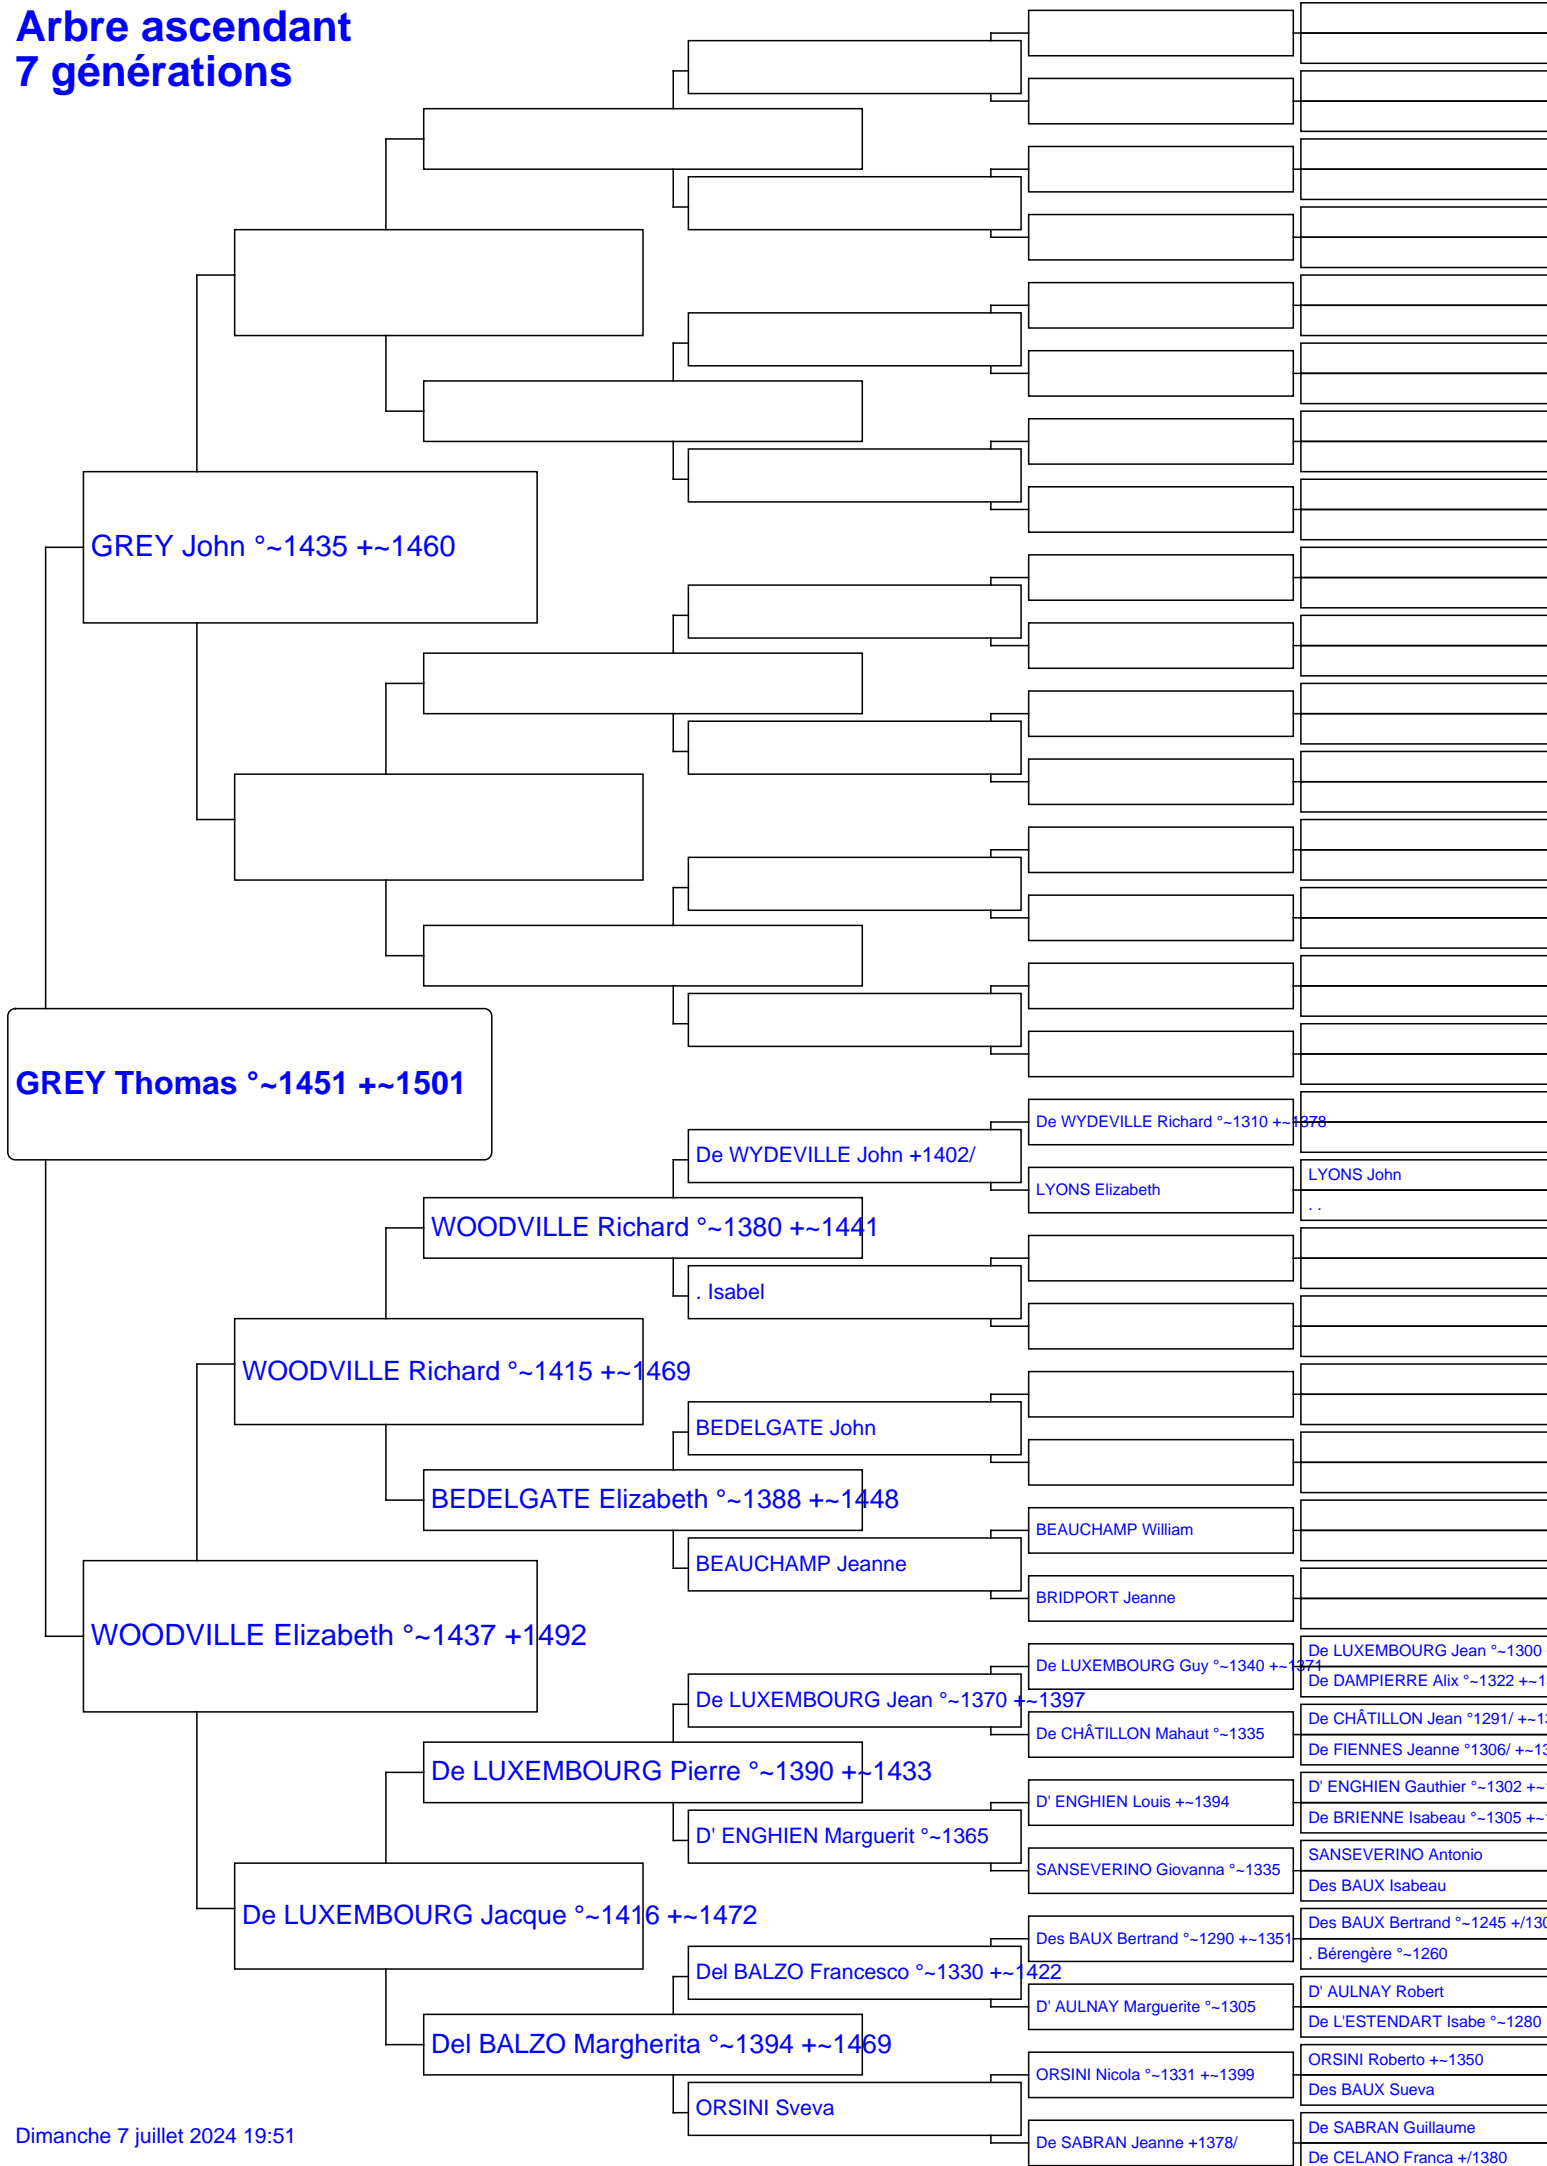 Arbre ascendant
7 générations
GREY John °~1435 +~1460
GREY Thomas °~1451 +~1501
De WYDEVILLE Richard °~1310 +~1378
De WYDEVILLE John +1402/
LYONS John
LYONS Elizabeth
. .
WOODVILLE Richard °~1380 +~1441
. Isabel
WOODVILLE Richard °~1415 +~1469
BEDELGATE John
BEDELGATE Elizabeth °~1388 +~1448
BEAUCHAMP William
BEAUCHAMP Jeanne
BRIDPORT Jeanne
WOODVILLE Elizabeth °~1437 +1492
De LUXEMBOURG Jean °~1300
De LUXEMBOURG Guy °~1340 +~1371
De DAMPIERRE Alix °~1322 +~1
De LUXEMBOURG Jean °~1370 +~1397
De CHÂTILLON Jean °1291/ +~13
De CHÂTILLON Mahaut °~1335
De FIENNES Jeanne °1306/ +~13
De LUXEMBOURG Pierre °~1390 +~1433
D' ENGHIEN Gauthier °~1302 +~
D' ENGHIEN Louis +~1394
De BRIENNE Isabeau °~1305 +~
D' ENGHIEN Marguerit °~1365
SANSEVERINO Antonio
SANSEVERINO Giovanna °~1335
Des BAUX Isabeau
De LUXEMBOURG Jacque °~1416 +~1472
Des BAUX Bertrand °~1245 +/130
Des BAUX Bertrand °~1290 +~1351
. Bérengère °~1260
Del BALZO Francesco °~1330 +~1422
D' AULNAY Robert
D' AULNAY Marguerite °~1305
De L'ESTENDART Isabe °~1280
Del BALZO Margherita °~1394 +~1469
ORSINI Roberto +~1350
ORSINI Nicola °~1331 +~1399
Des BAUX Sueva
ORSINI Sveva
De SABRAN Guillaume
De SABRAN Jeanne +1378/
De CELANO Franca +/1380
Dimanche 7 juillet 2024 19:51